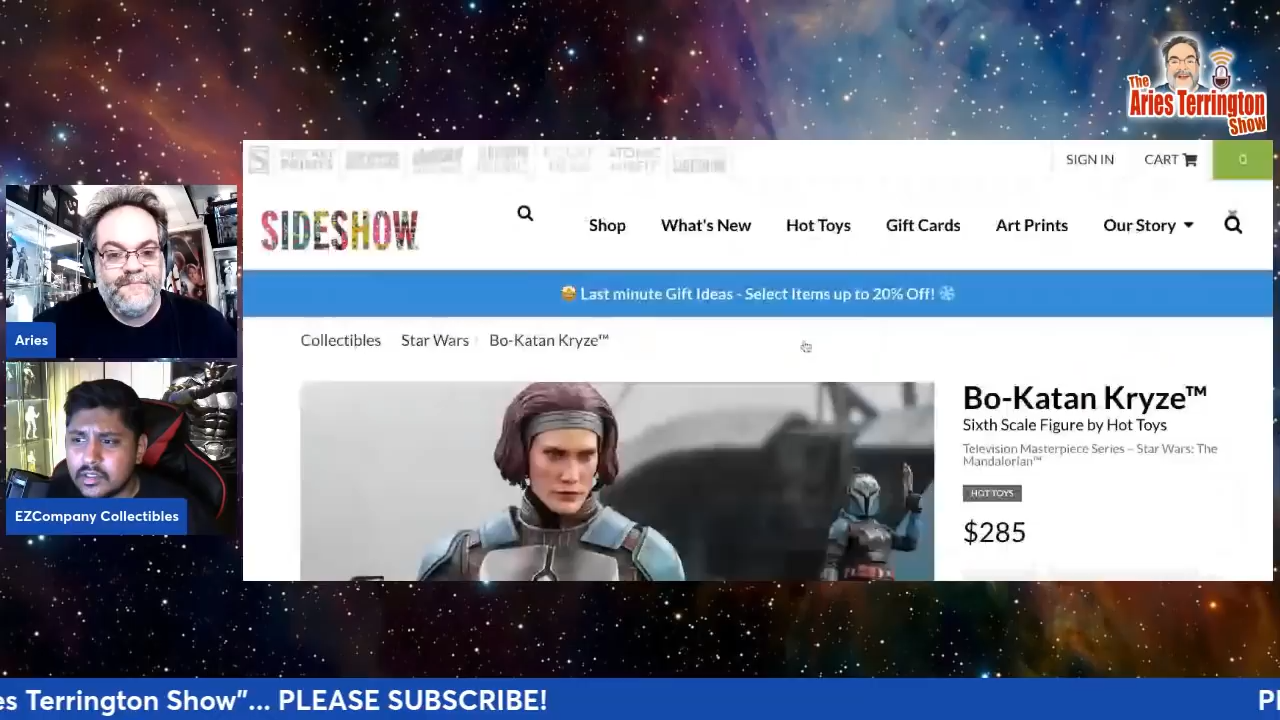 The
Aries Terrington
Show
SIGN IN
CART
0
SIDESHOW
Shop
What's New
Hot Toys
Gift Cards
Art Prints
Our Story
Last minute Gift Ideas - Select Items up to 20% Off!
Collectibles
Star Wars
Bo-Katan Kryze™
Bo-Katan Kryze™
Sixth Scale Figure by Hot Toys
Television Masterpiece Series – Star Wars: The
Mandalorian™
HOT TOYS
$285
Aries
EZCompany Collectibles
es Terrington Show"... PLEASE SUBSCRIBE!